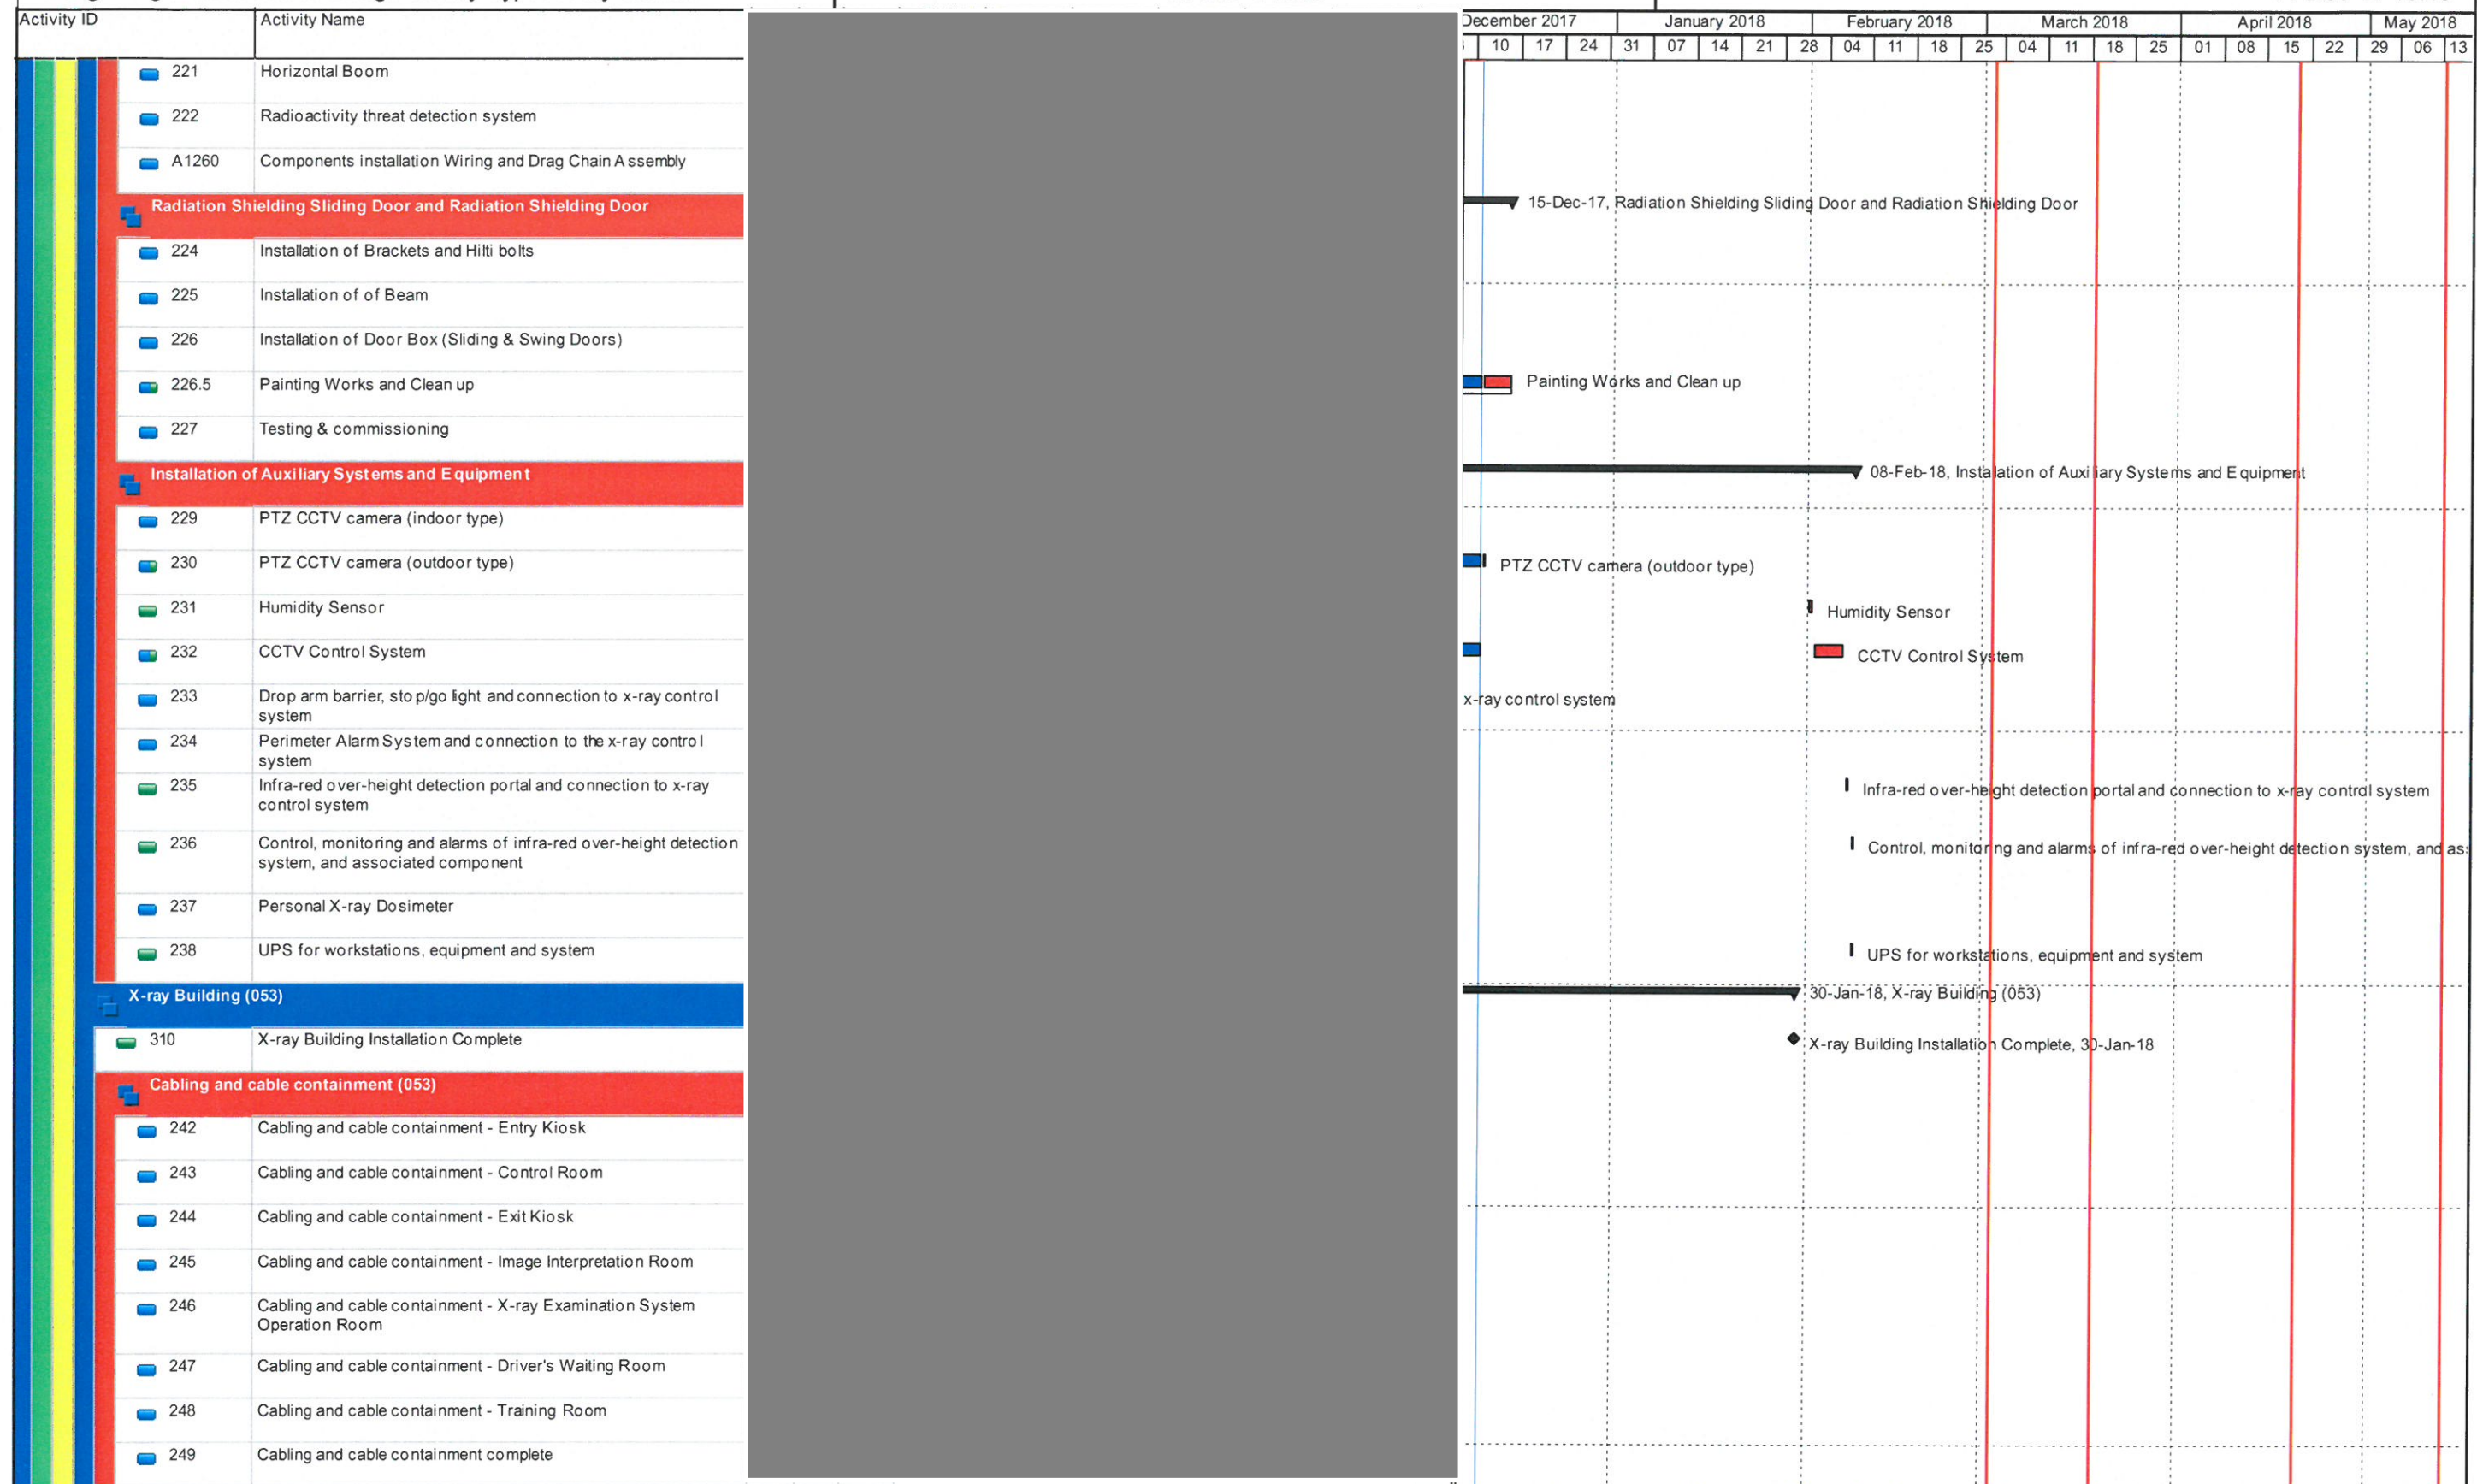 Activity ID Activity Name December 2017 January 2018 February 2018 March 2018 April 2018 May 2018
10 17 24 31 07 14 21 28 04 11 18 25 04 11 18 25 01 08 15 22 29 06 13
221 Horizontal Boom
222 Radioactivity threat detection system
A1260 Components installation Wiring and Drag Chain Assembly
Radiation Shielding Sliding Door and Radiation Shielding Door 15-Dec-17, Radiation Shielding Sliding Door and Radiation Shielding Door
224 Installation of Brackets and Hilti bolts
225 Installation of of Beam
226 Installation of Door Box (Sliding & Swing Doors)
226.5 Painting Works and Clean up Painting Works and Clean up
227 Testing & commissioning
Installation of Auxiliary Systems and Equipment 08-Feb-18, Installation of Auxiliary Systems and Equipment
229 PTZ CCTV camera (indoor type)
230 PTZ CCTV camera (outdoor type) PTZ CCTV camera (outdoor type)
231 Humidity Sensor Humidity Sensor
232 CCTV Control System CCTV Control System
233 Drop arm barrier, stop/go light and connection to x-ray control x-ray control system
system
234 Perimeter Alarm System and connection to the x-ray control
system
235 Infra-red over-height detection portal and connection to x-ray Infra-red over-height detection portal and connection to x-ray control system
control system
236 Control, monitoring and alarms of infra-red over-height detection Control, monitoring and alarms of infra-red over-height detection system, and
system, and associated component
237 Personal X-ray Dosimeter
238 UPS for workstations, equipment and system UPS for workstations, equipment and system
X-ray Building (053) 30-Jan-18, X-ray Building (053)
310 X-ray Building Installation Complete X-ray Building Installation Complete, 30-Jan-18
Cabling and cable containment (053)
242 Cabling and cable containment - Entry Kiosk
243 Cabling and cable containment - Control Room
244 Cabling and cable containment - Exit Kiosk
245 Cabling and cable containment - Image Interpretation Room
246 Cabling and cable containment - X-ray Examination System
Operation Room
247 Cabling and cable containment - Driver's Waiting Room
248 Cabling and cable containment - Training Room
249 Cabling and cable containment complete